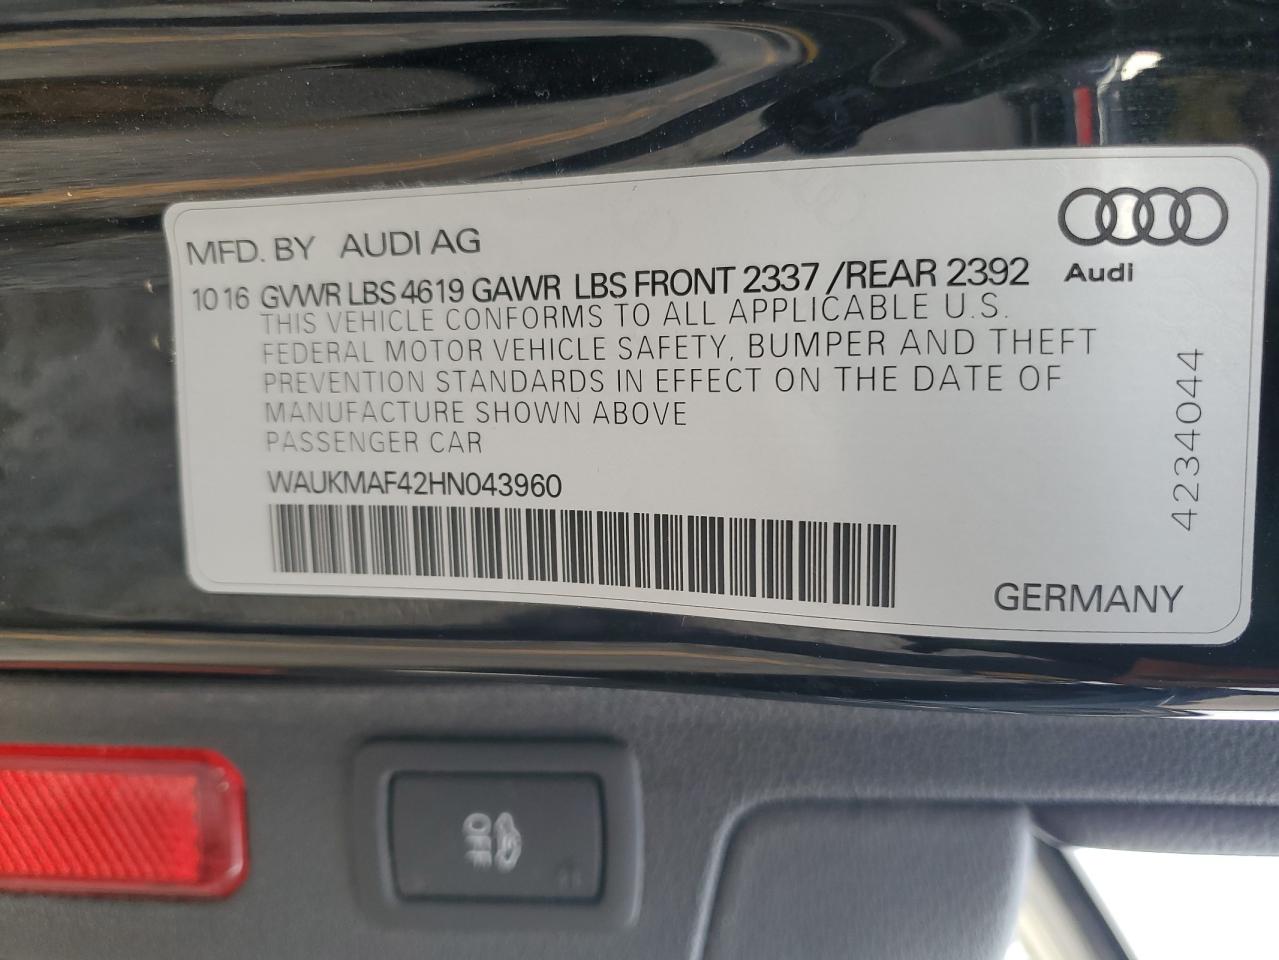 MFD. BY AUDI AG
Audi
10 16 GVWR LBS 4619 GAWR LBS FRONT 2337 /REAR 2392
THIS VEHICLE CONFORMS TO ALL APPLICABLE U.S.
FEDERAL MOTOR VEHICLE SAFETY, BUMPER AND THEFT
PREVENTION STANDARDS IN EFFECT ON THE DATE OF
MANUFACTURE SHOWN ABOVE
PASSENGER CAR
WAUKMAF42HN043960
4234044
GERMANY
OFF